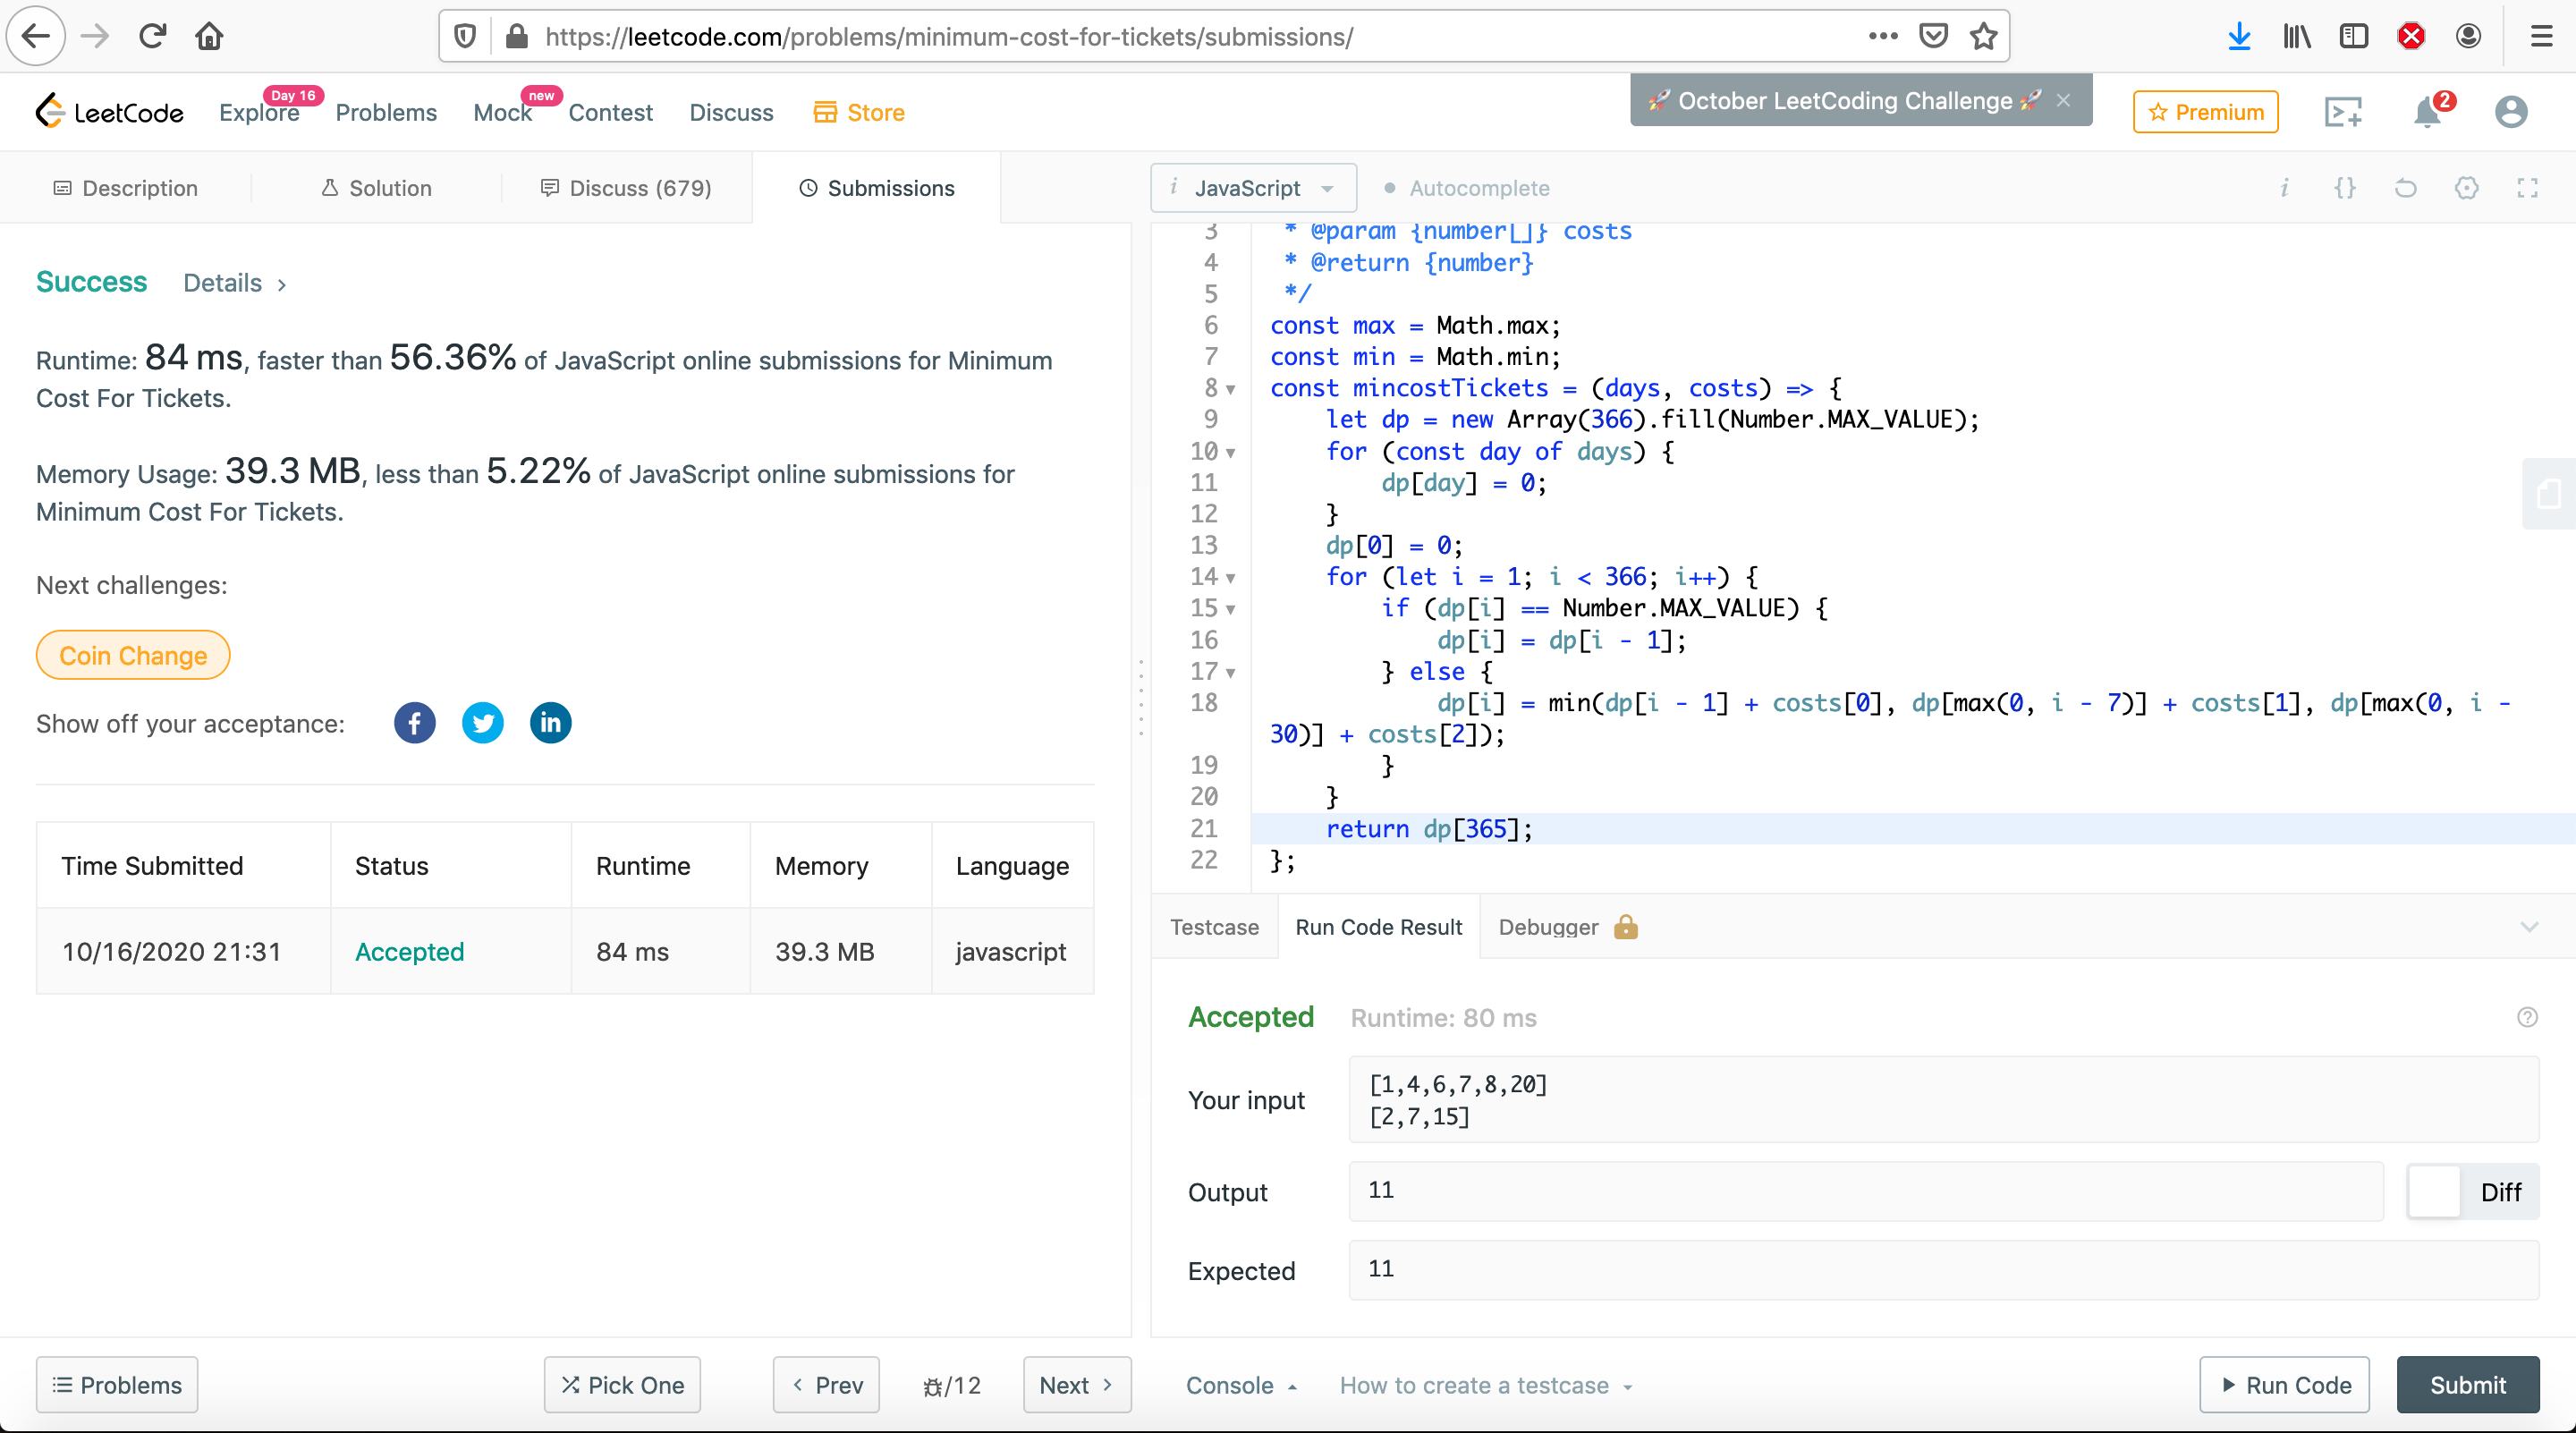 https://leetcode.com/problems/minimum-cost-for-tickets/submissions/
LeetCode
Explore
Day 16
Problems
Mock
new
Contest
Discuss
Store
🚀 October LeetCoding Challenge 🚀 ×
Premium
2
Description
Solution
Discuss (679)
Submissions
Success Details >
Runtime: 84 ms, faster than 56.36% of JavaScript online submissions for Minimum
Cost For Tickets.
Memory Usage: 39.3 MB, less than 5.22% of JavaScript online submissions for
Minimum Cost For Tickets.
Next challenges:
Coin Change
Show off your acceptance:
Time Submitted Status Runtime Memory Language
10/16/2020 21:31 Accepted 84 ms 39.3 MB javascript
Problems
Pick One
< Prev
/12
Next >
i JavaScript
Autocomplete
i {}
3 * @param {number[]} costs
4 * @return {number}
5 */
6 const max = Math.max;
7 const min = Math.min;
8 const mincostTickets = (days, costs) => {
9 let dp = new Array(366).fill(Number.MAX_VALUE);
10 for (const day of days) {
11 dp[day] = 0;
12 }
13 dp[0] = 0;
14 for (let i = 1; i < 366; i++) {
15 if (dp[i] == Number.MAX_VALUE) {
16 dp[i] = dp[i - 1];
17 } else {
18 dp[i] = min(dp[i - 1] + costs[0], dp[max(0, i - 7)] + costs[1], dp[max(0, i -
30)] + costs[2]);
19 }
20 }
21 return dp[365];
22 };
Testcase
Run Code Result
Debugger
Accepted Runtime: 80 ms
Your input
[1,4,6,7,8,20]
[2,7,15]
Output
11
Diff
Expected
11
Console
How to create a testcase
Run Code
Submit